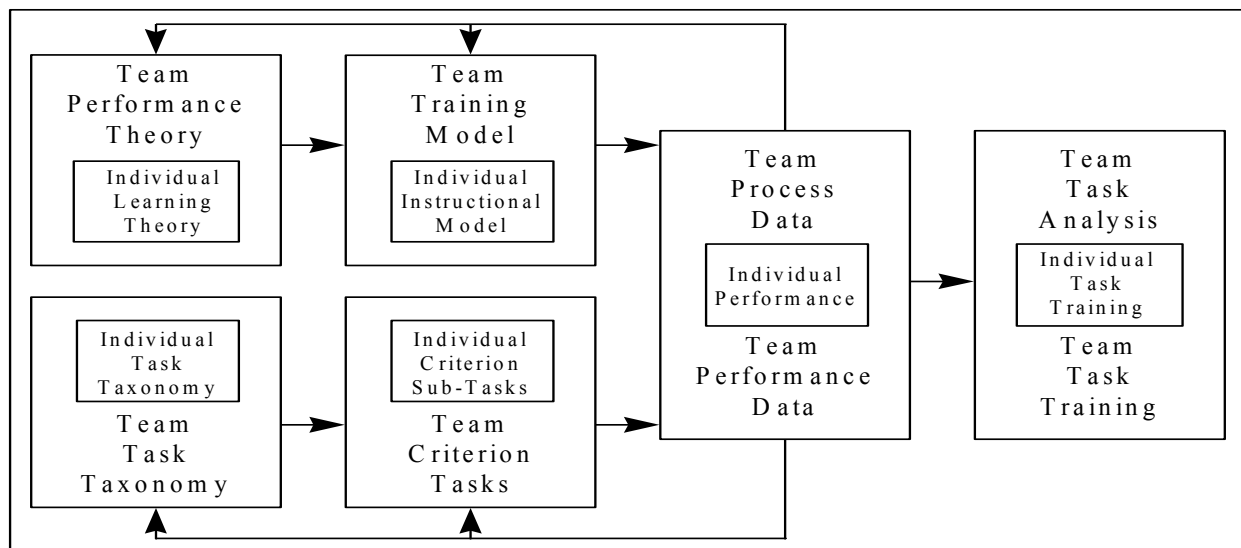 Team
Performance
Theory
Individual
Learning
Theory
Team
Training
Model
Individual
Instructional
Model
Individual
Task
Taxonomy
Team
Task
Taxonomy
Individual
Criterion
Sub-Tasks
Team
Criterion
Tasks
Team
Process
Data
Individual
Performance
Team
Performance
Data
Team
Task
Analysis
Individual
Task
Training
Team
Task
Training